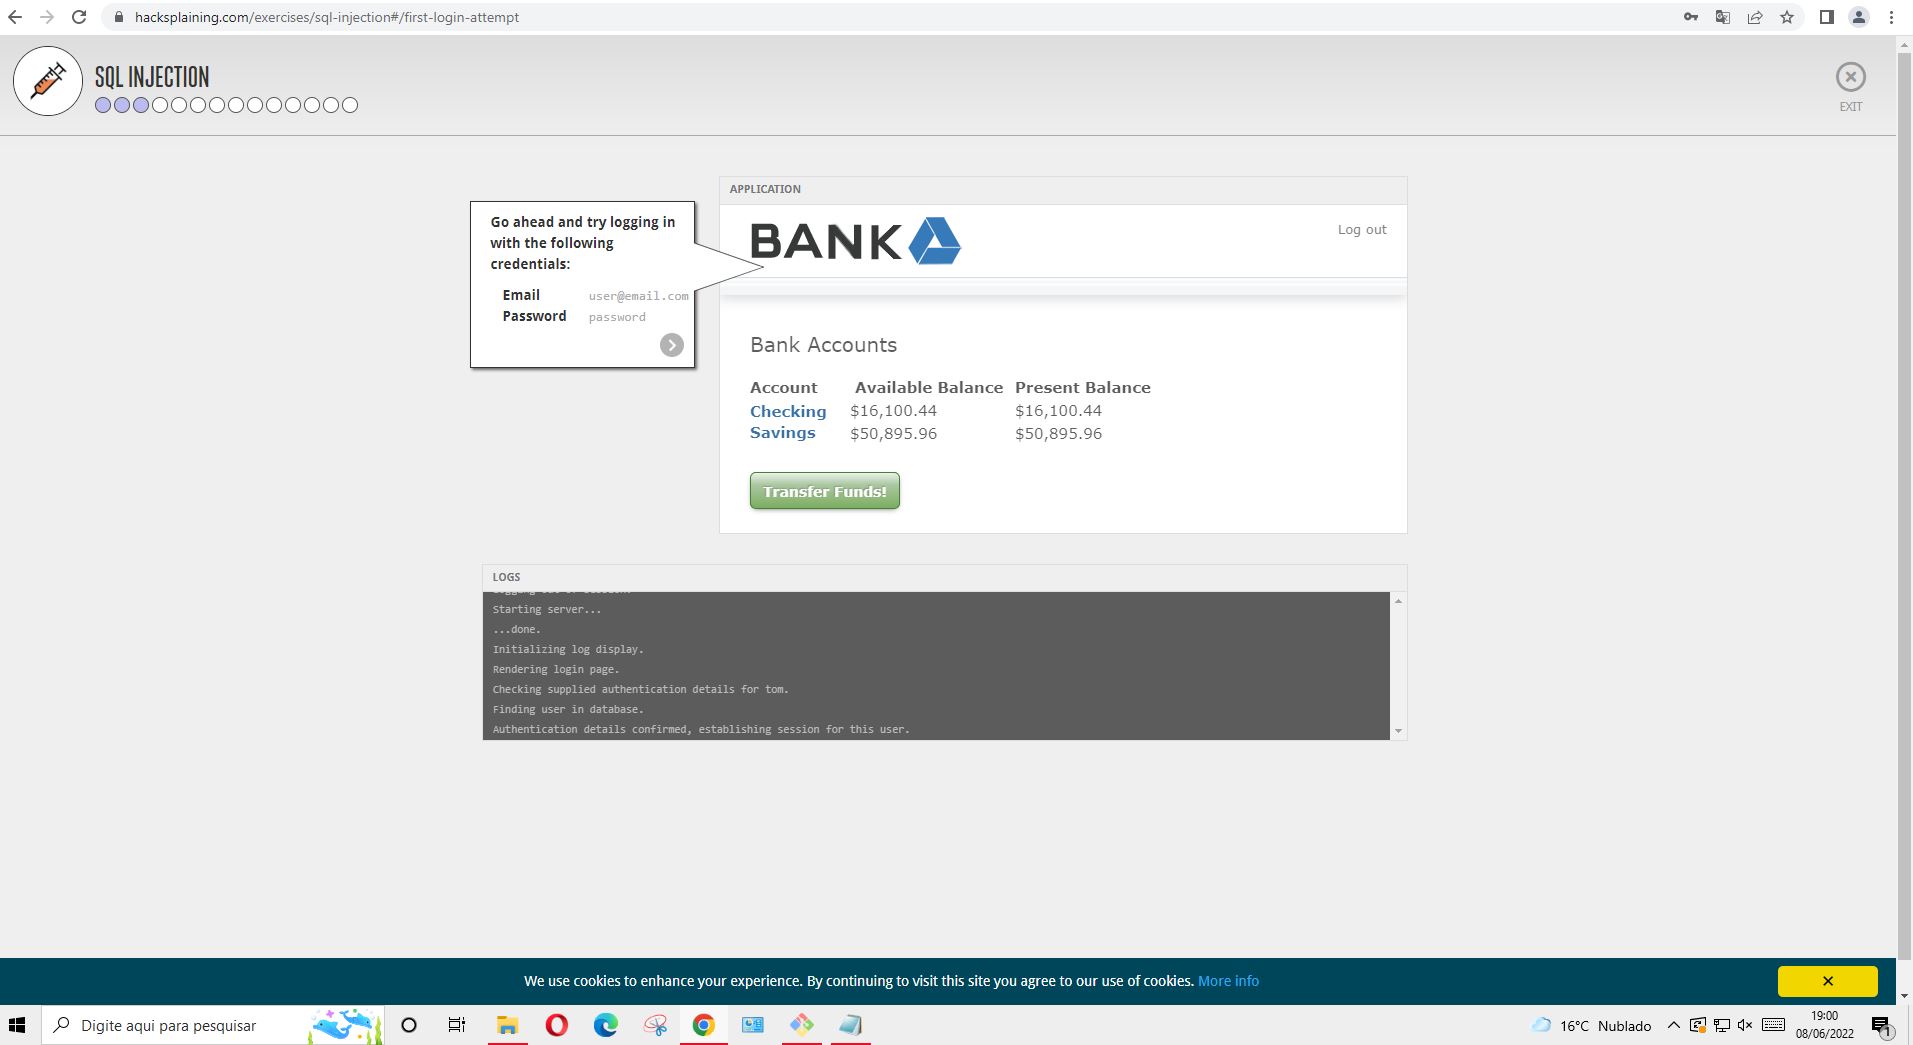 hacksplaining.com/exercises/sql-injection#/first-login-attempt
SQL INJECTION
EXIT
APPLICATION
Go ahead and try logging in
with the following
credentials:
Email user@email.com
Password password
BANK
Log out
Bank Accounts
Account Available Balance Present Balance
Checking $16,100.44 $16,100.44
Savings $50,895.96 $50,895.96
Transfer Funds!
LOGS
Starting server...
...done.
Initializing log display.
Rendering login page.
Checking supplied authentication details for tom.
Finding user in database.
Authentication details confirmed, establishing session for this user.
We use cookies to enhance your experience. By continuing to visit this site you agree to our use of cookies. More info
Digite aqui para pesquisar
16°C Nublado
19:00
08/06/2022
1